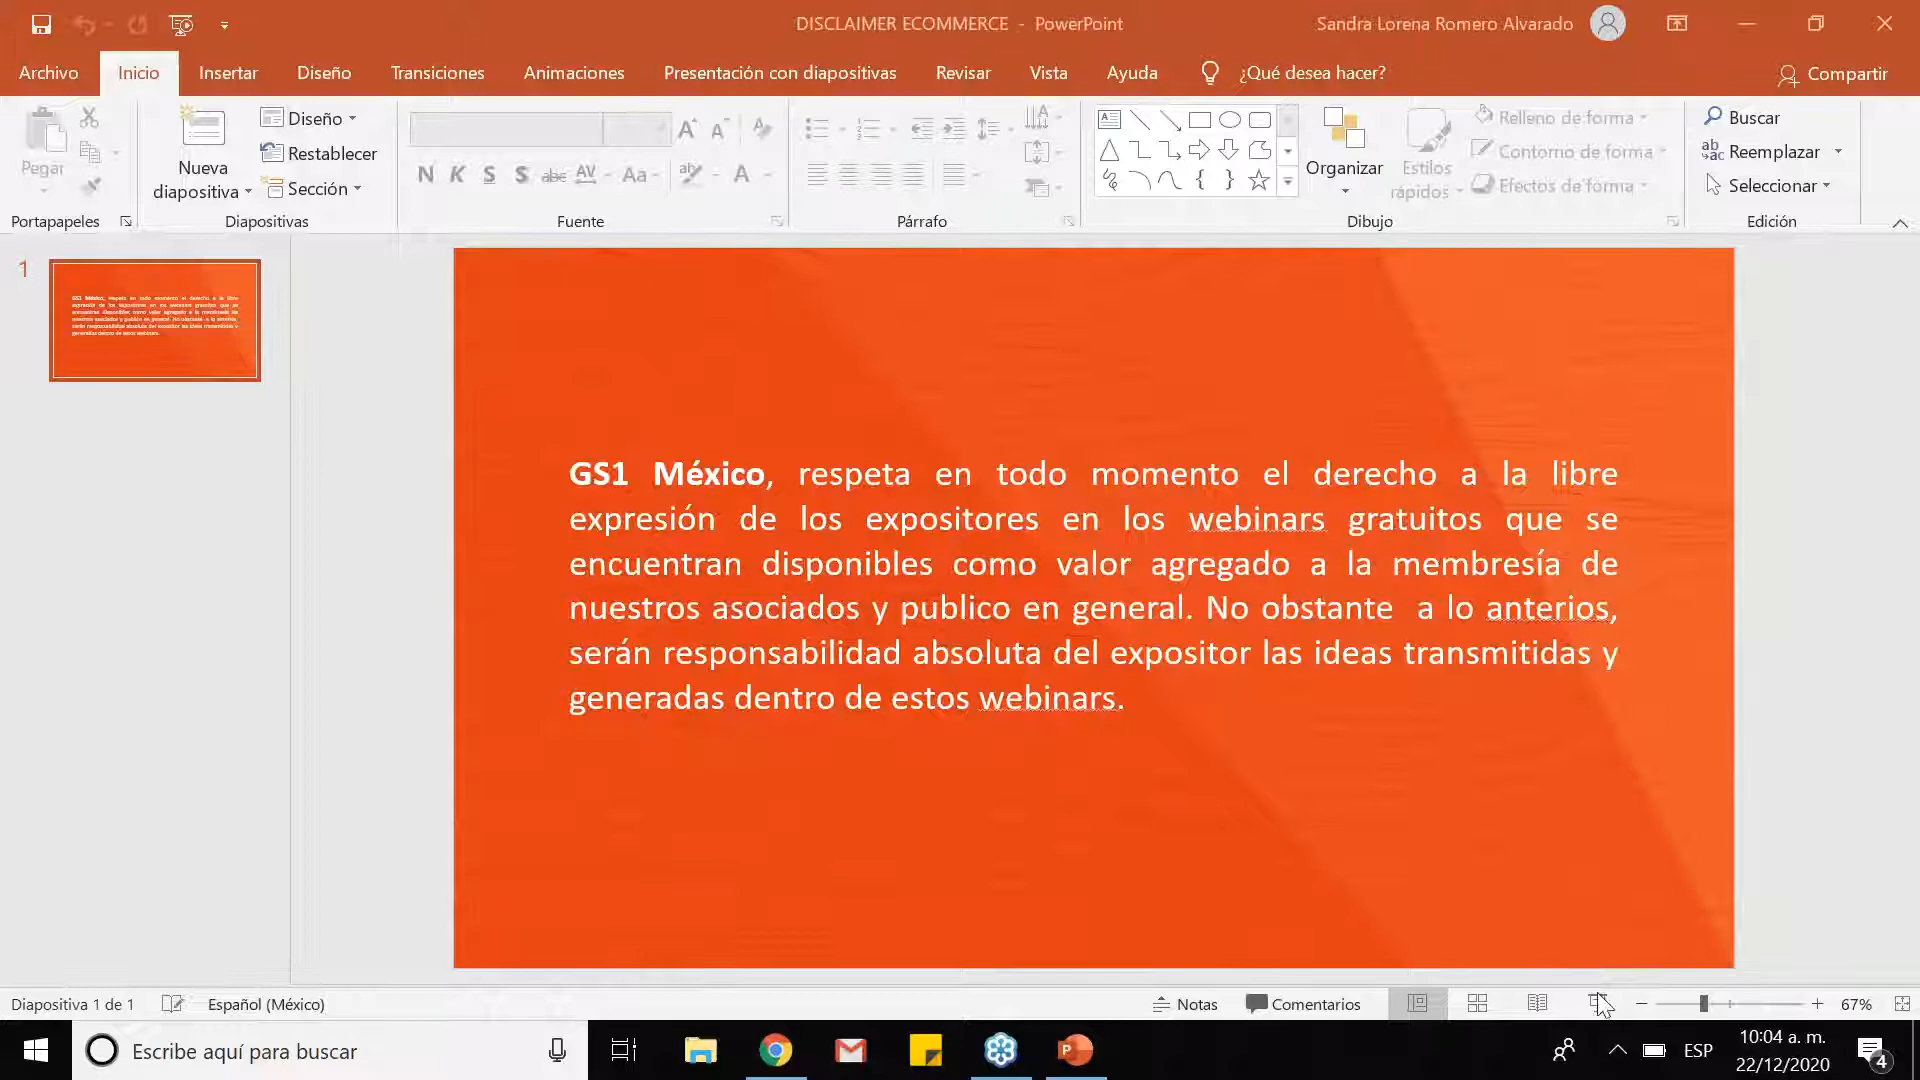 DISCLAIMER ECOMMERCE - PowerPoint
Sandra Lorena Romero Alvarado
Archivo Inicio Insertar Diseño Transiciones Animaciones Presentación con diapositivas Revisar Vista Ayuda ¿Qué desea hacer? Compartir
Pegar
Nueva diapositiva
Diseño
Restablecer
Sección
N K S S abc AV Aa A
Organizar
Estilos rápidos
Relleno de forma
Contorno de forma
Efectos de forma
Buscar
Reemplazar
Seleccionar
Portapapeles Diapositivas Fuente Párrafo Dibujo Edición
1
GS1 México, respeta en todo momento el derecho a la libre
expresión de los expositores en los webinars gratuitos que se
encuentran disponibles como valor agregado a la membresía de
nuestros asociados y publico en general. No obstante a lo anterios,
serán responsabilidad absoluta del expositor las ideas transmitidas y
generadas dentro de estos webinars.
Diapositiva 1 de 1 Español (México) Notas Comentarios 67%
Escribe aquí para buscar
ESP
10:04 a. m.
22/12/2020
4